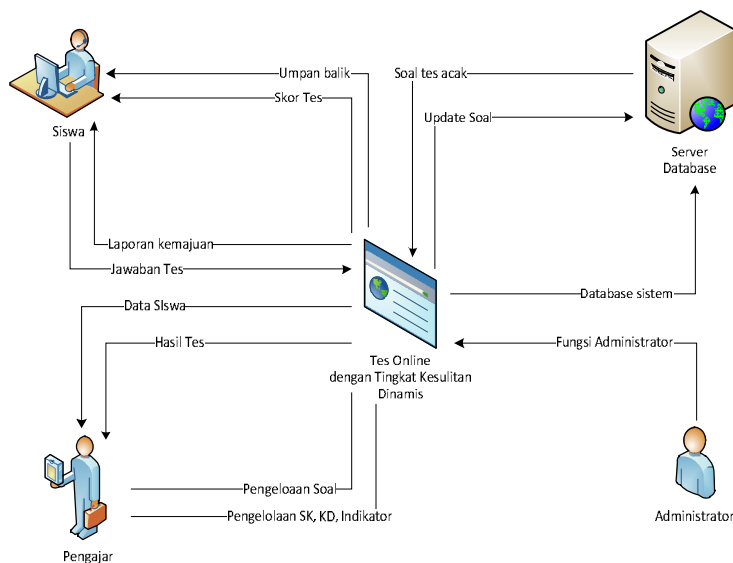 Umpan balik
Soal tes acak
Skor Tes
Update Soal
Siswa
Server
Database
Laporan kemajuan
Jawaban Tes
Data SIswa
Database sistem
Hasil Tes
Fungsi Administrator
Tes Online
dengan Tingkat Kesulitan
Dinamis
Pengeloaan Soal
Pengelolaan SK, KD, Indikator
Administrator
Pengajar